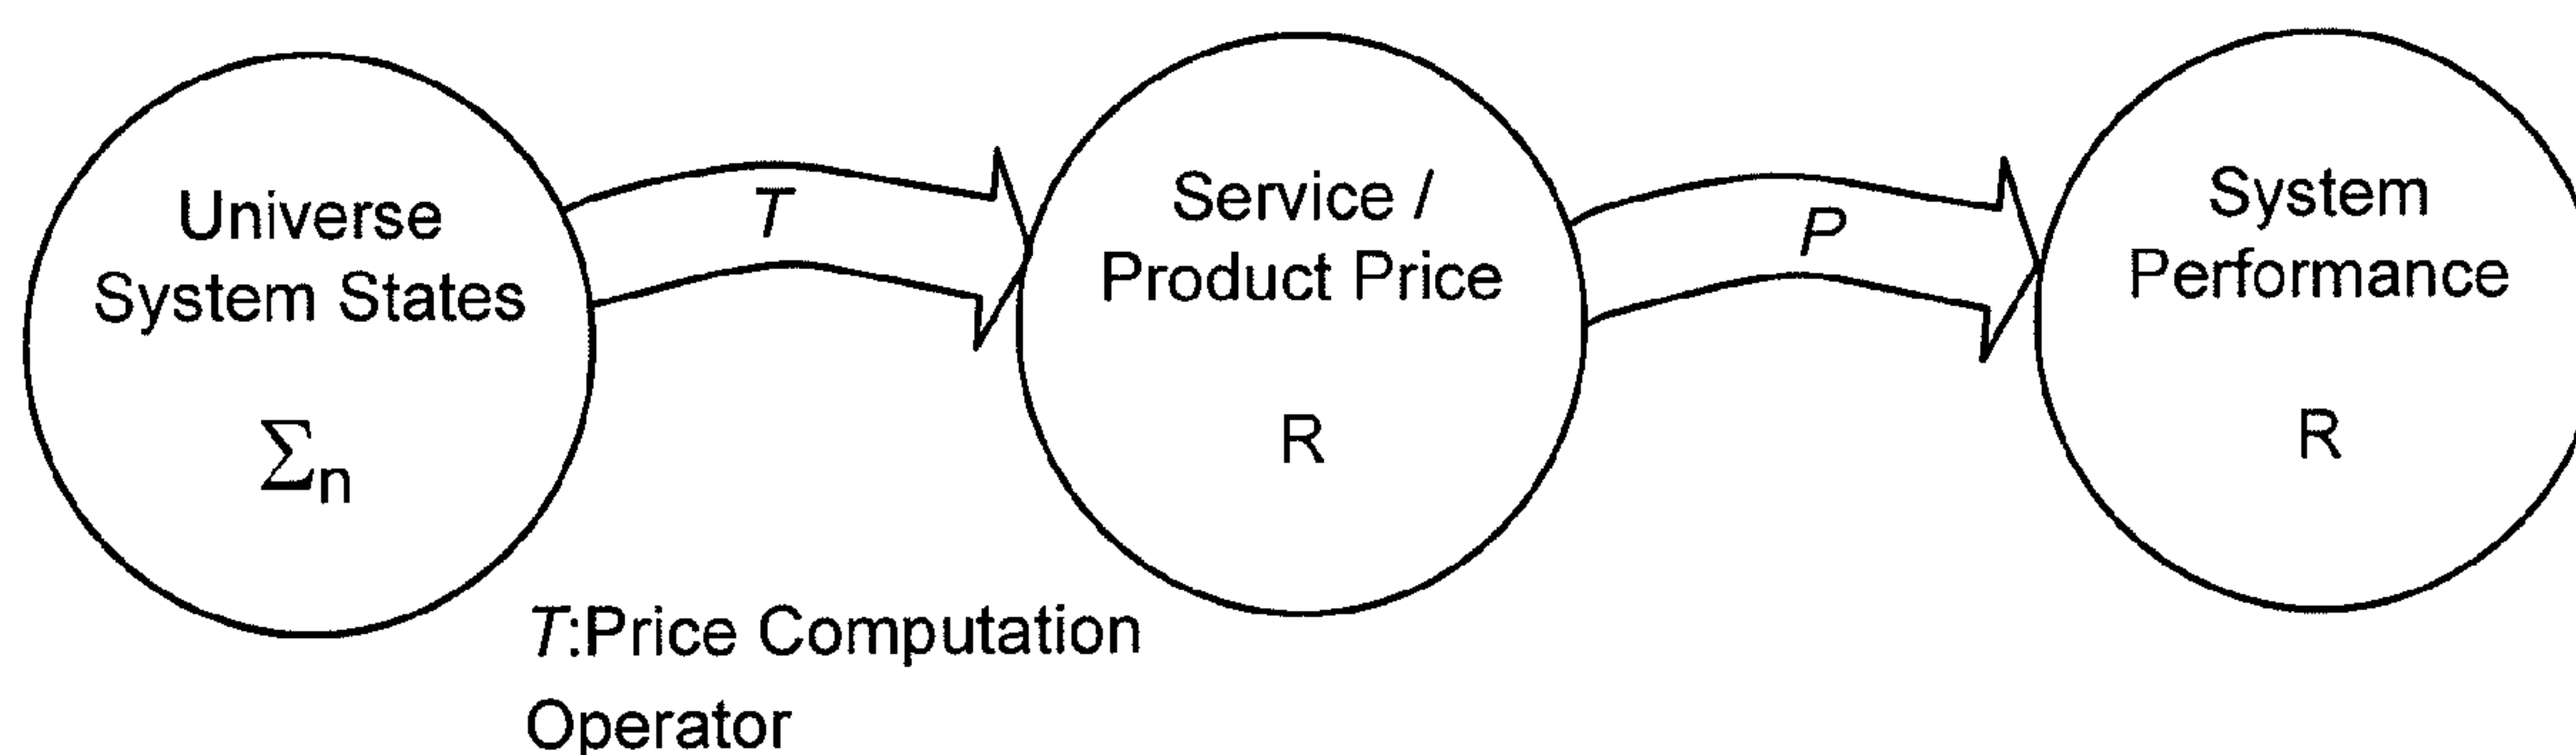 Universe
System States
Σn
T
Service /
Product Price
R
P
System
Performance
R
T:Price Computation
Operator